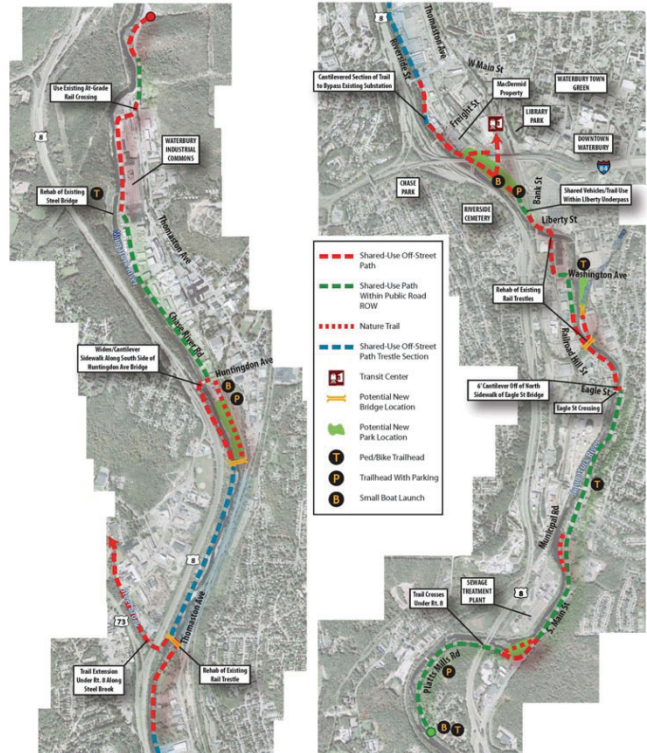 Use Existing At-Grade
Rail Crossing
8
WATERBURY
INDUSTRIAL
COMMONS
Rehab of Existing
Steel Bridge
T
Thomaston Ave
Chase River Rd
Huntingdon Ave
Widen/Cantilever
Sidewalk Along South Side of
Huntingdon Ave Bridge
B
P
8
Thomaston Ave
73
Trail Extension
Under Rt. 8 Along
Steel Brook
Rehab of Existing
Rail Trestle
Shared-Use Off-Street
Path
Shared-Use Path
Within Public Road
ROW
Nature Trail
Shared-Use Off-Street
Path Trestle Section
Transit Center
Potential New
Bridge Location
Potential New
Park Location
T
Ped/Bike Trailhead
P
Trailhead With Parking
B
Small Boat Launch
8
Thomaston Ave
Riverside St
W Main St
Cantilevered Section of Trail
to Bypass Existing Substation
Freight St
MacDermid
Property
WATERBURY TOWN
GREEN
LIBRARY
PARK
DOWNTOWN
WATERBURY
84
CHASE
PARK
B
P
Bank St
RIVERSIDE
CEMETERY
Shared Vehicles/Trail Use
Within Liberty Underpass
Liberty St
T
Washington Ave
Rehab of Existing
Rail Trestles
Railroad Hill St
6' Cantilever Off of North
Sidewalk of Eagle St Bridge
Eagle St
Eagle St Crossing
T
Municipal Rd
SEWAGE
TREATMENT
PLANT
8
Trail Crosses
Under Rt. 8
S. Main St
Platts Mills Rd
P
B
T